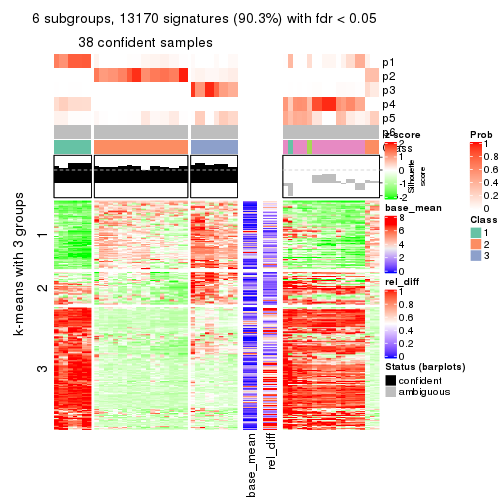 6 subgroups, 13170 signatures (90.3%) with fdr < 0.05
38 confident samples
p1
p2
p3
p4
p5
p6
Class
z_score
2
1
0
-1
-2
1
0.5
0
Silhouette
score
Prob
1
0.8
0.6
0.4
0.2
0
Class
1
2
3
base_mean
8
6
4
2
0
rel_diff
1
0.8
0.6
0.4
0.2
0
Status (barplots)
confident
ambiguous
k-means with 3 groups
1
2
3
base_mean
rel_diff